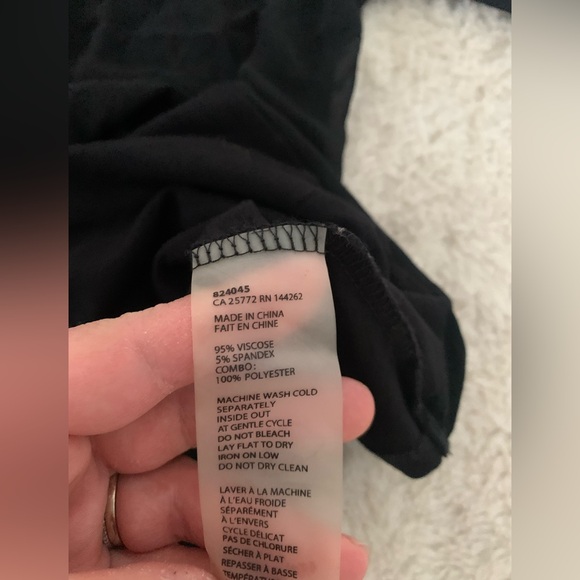 824045
CA 25772 RN 144262
MADE IN CHINA
FAIT EN CHINE
95% VISCOSE
5% SPANDEX
COMBO:
100% POLYESTER
MACHINE WASH COLD
SEPARATELY
INSIDE OUT
AT GENTLE CYCLE
DO NOT BLEACH
LAY FLAT TO DRY
IRON ON LOW
DO NOT DRY CLEAN
LAVER À LA MACHINE
À L'EAU FROIDE
SÉPARÉMENT
À L'ENVERS
CYCLE DÉLICAT
PAS DE CHLORURE
SÉCHER À PLAT
REPASSER À BASSE